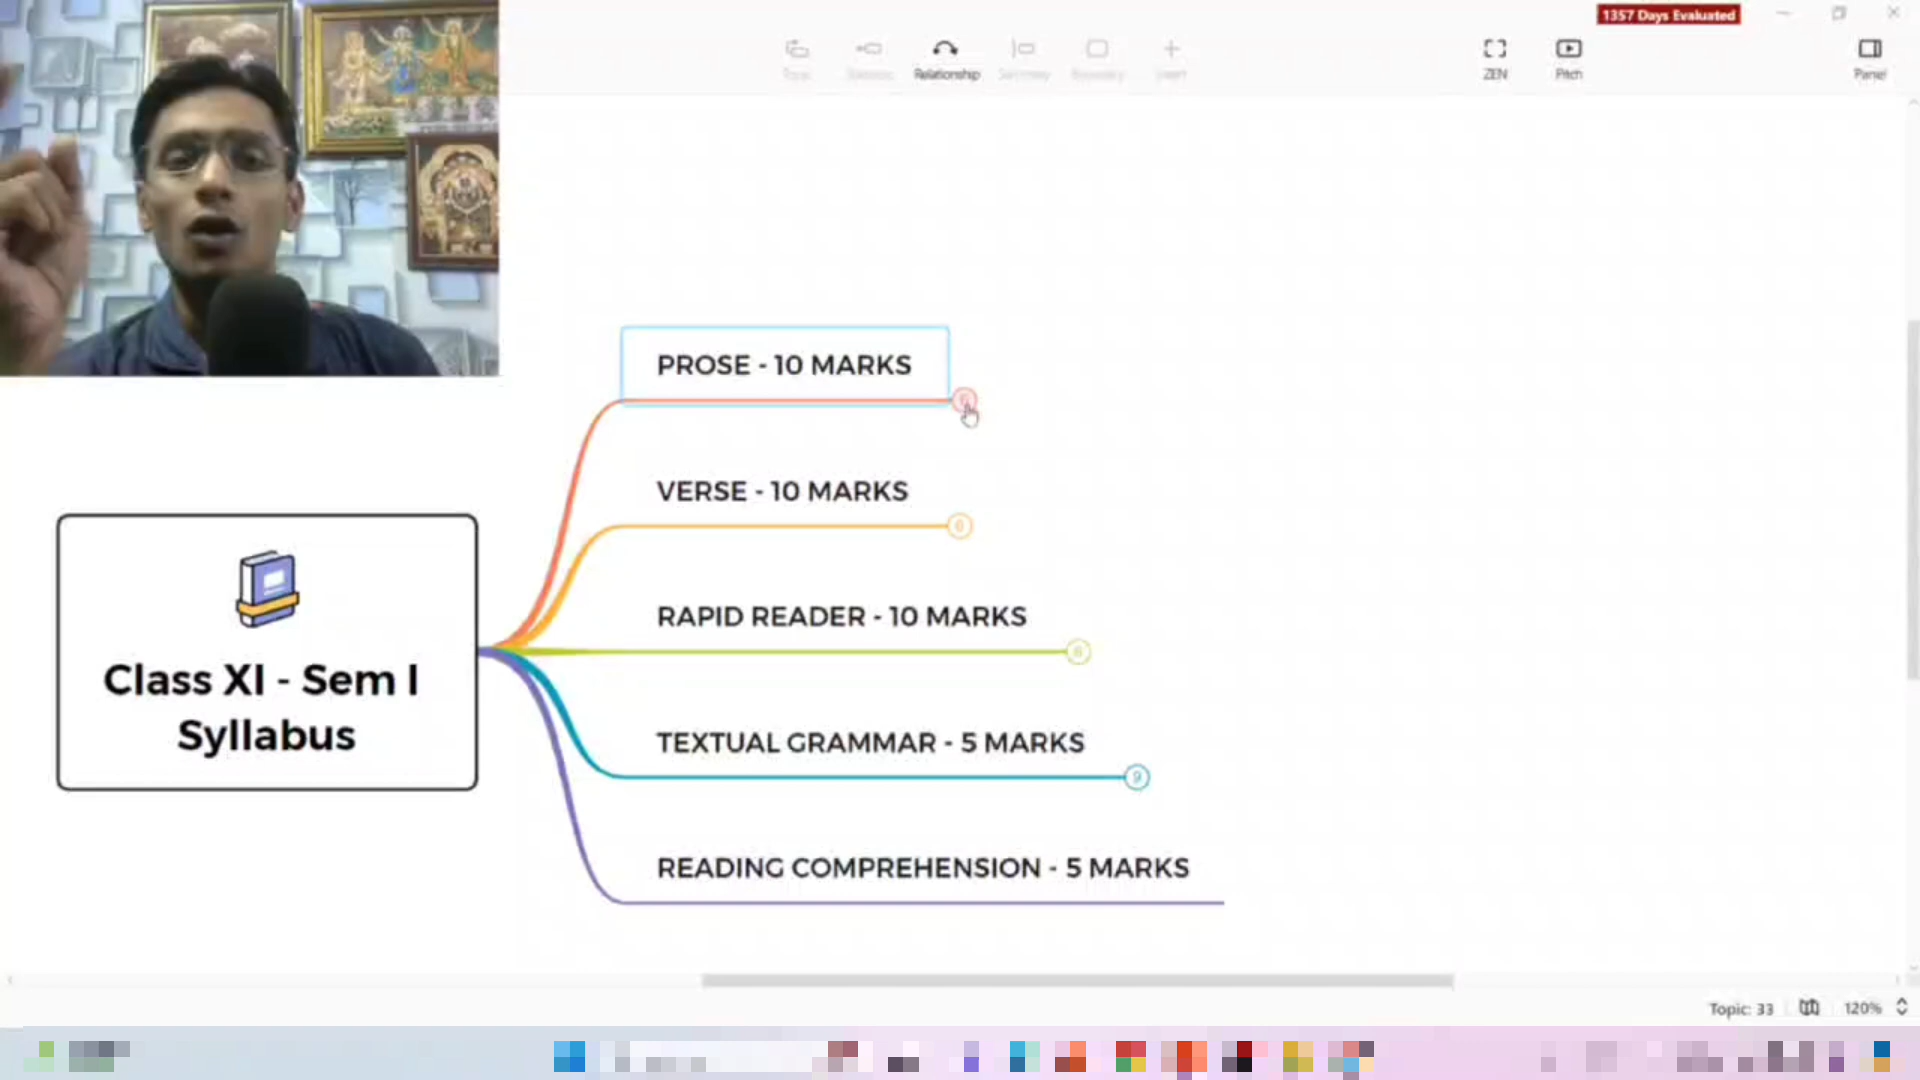 1357 Days Evaluated
Relationship
ZEN
Pitch
Panel
PROSE - 10 MARKS
VERSE - 10 MARKS
RAPID READER - 10 MARKS
TEXTUAL GRAMMAR - 5 MARKS
9
READING COMPREHENSION - 5 MARKS
Class XI - Sem I
Syllabus
Topic: 33
120%